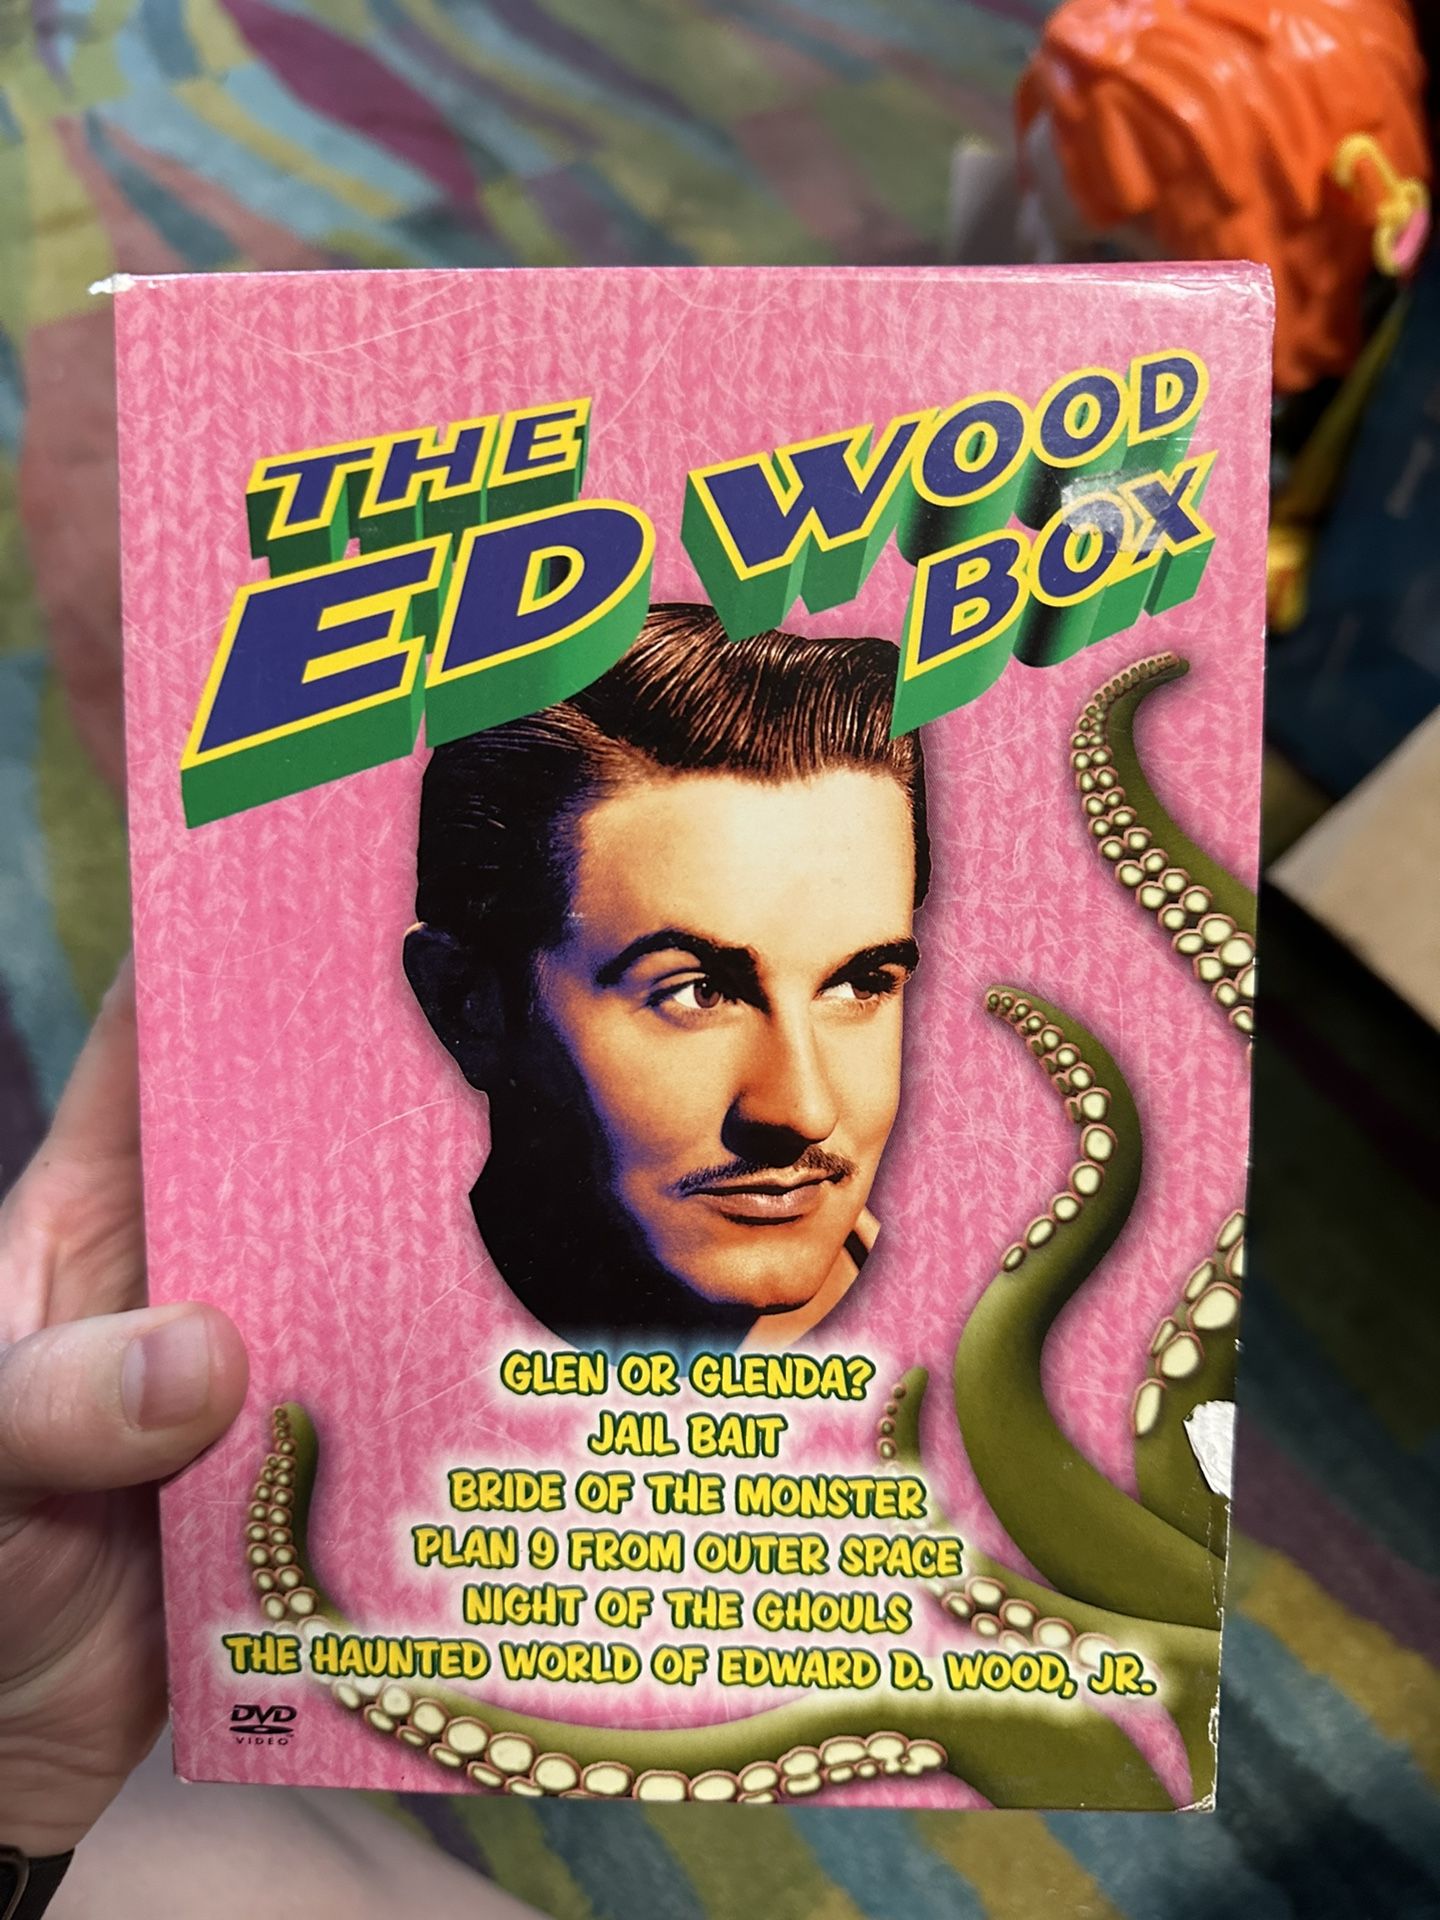 THE
ED WOOD
BOX
GLEN OR GLENDA?
JAIL BAIT
BRIDE OF THE MONSTER
PLAN 9 FROM OUTER SPACE
NIGHT OF THE GHOULS
THE HAUNTED WORLD OF EDWARD D. WOOD, JR.
DVD
VIDEO™